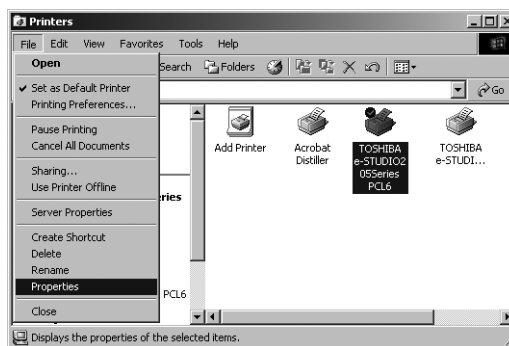 Printers
File Edit View Favorites Tools Help
Search Folders
Go
Open
Set as Default Printer
Printing Preferences...
Pause Printing
Cancel All Documents
Sharing...
Use Printer Offline
Server Properties
Create Shortcut
Delete
Rename
Properties
Close
eries
PCL6
Add Printer
Acrobat
Distiller
TOSHIBA
e-STUDIO2
05Series
PCL6
TOSHIBA
e-STUDI...
Displays the properties of the selected items.